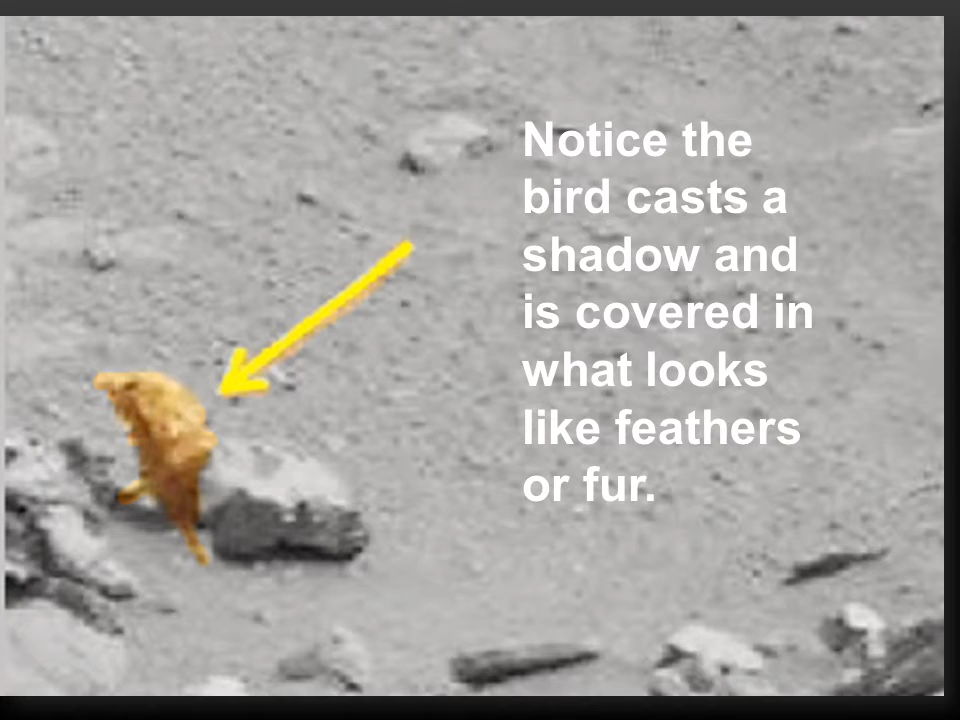 Notice the
bird casts a
shadow and
is covered in
what looks
like feathers
or fur.